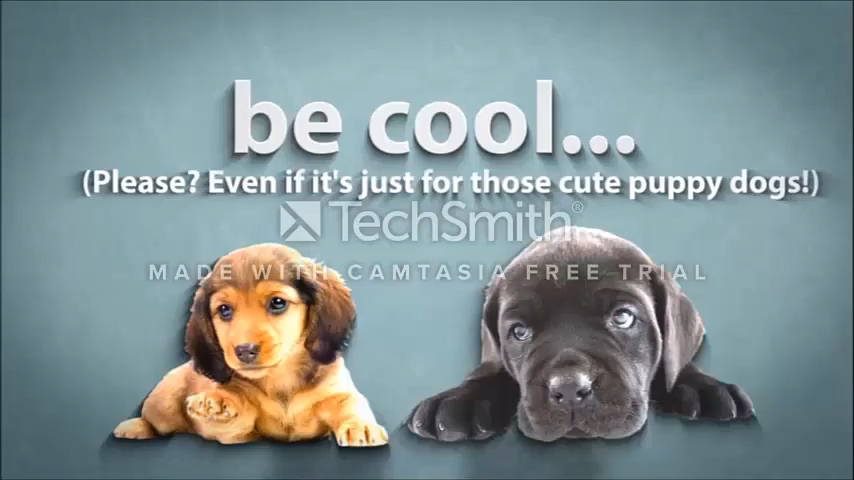 be cool...
(Please? Even if it's just for those cute puppy dogs!)
TechSmith®
MADE WITH CAMTASIA FREE TRIAL